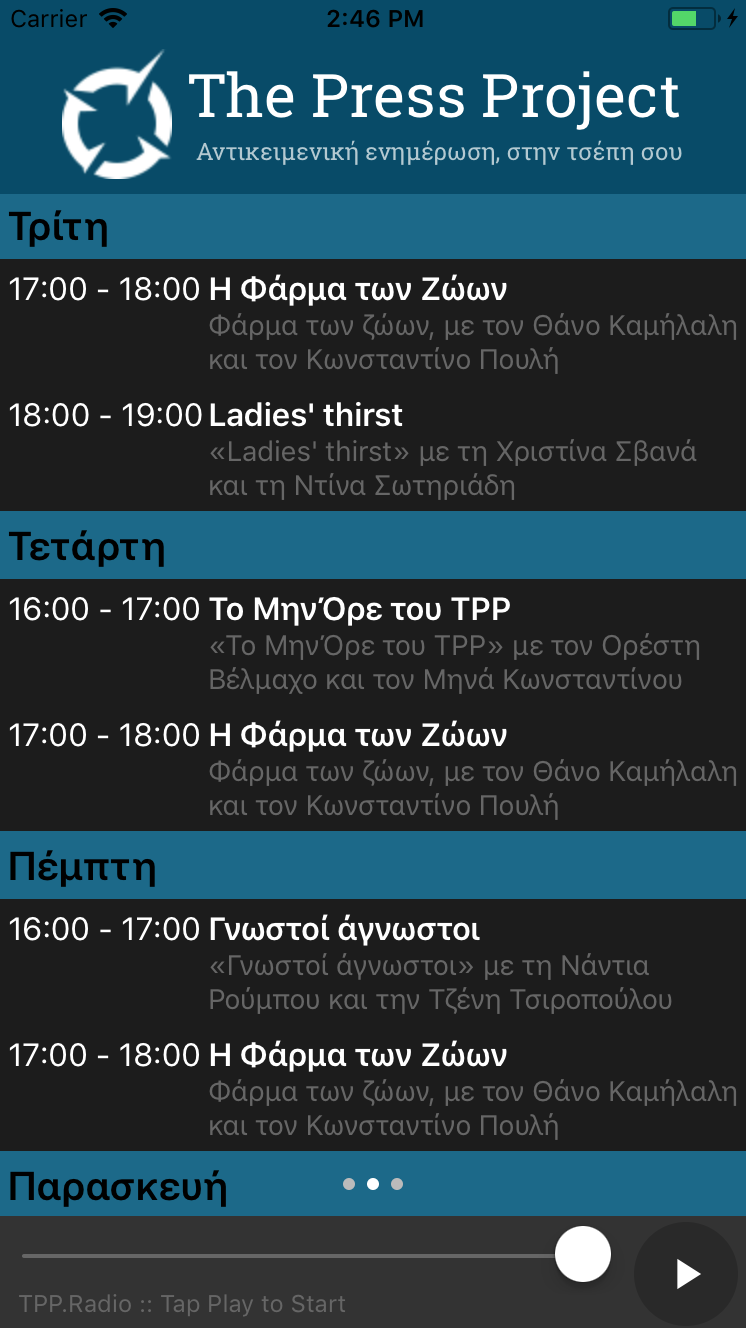 Carrier 2:46 PM
The Press Project
Αντικειμενική ενημέρωση, στην τσέπη σου
Τρίτη
17:00 - 18:00 Η Φάρμα των Ζώων
Φάρμα των ζώων, με τον Θάνο Καμήλαλη
και τον Κωνσταντίνο Πουλή
18:00 - 19:00 Ladies' thirst
«Ladies' thirst» με τη Χριστίνα Σβανά
και τη Ντίνα Σωτηριάδη
Τετάρτη
16:00 - 17:00 Το Μην'Όρε του TPP
«Το Μην'Όρε του TPP» με τον Ορέστη
Βέλμαχο και τον Μηνά Κωνσταντίνου
17:00 - 18:00 Η Φάρμα των Ζώων
Φάρμα των ζώων, με τον Θάνο Καμήλαλη
και τον Κωνσταντίνο Πουλή
Πέμπτη
16:00 - 17:00 Γνωστοί άγνωστοι
«Γνωστοί άγνωστοι» με τη Νάντια
Ρούμπου και την Τζένη Τσιροπούλου
17:00 - 18:00 Η Φάρμα των Ζώων
Φάρμα των ζώων, με τον Θάνο Καμήλαλη
και τον Κωνσταντίνο Πουλή
Παρασκευή
TPP.Radio :: Tap Play to Start